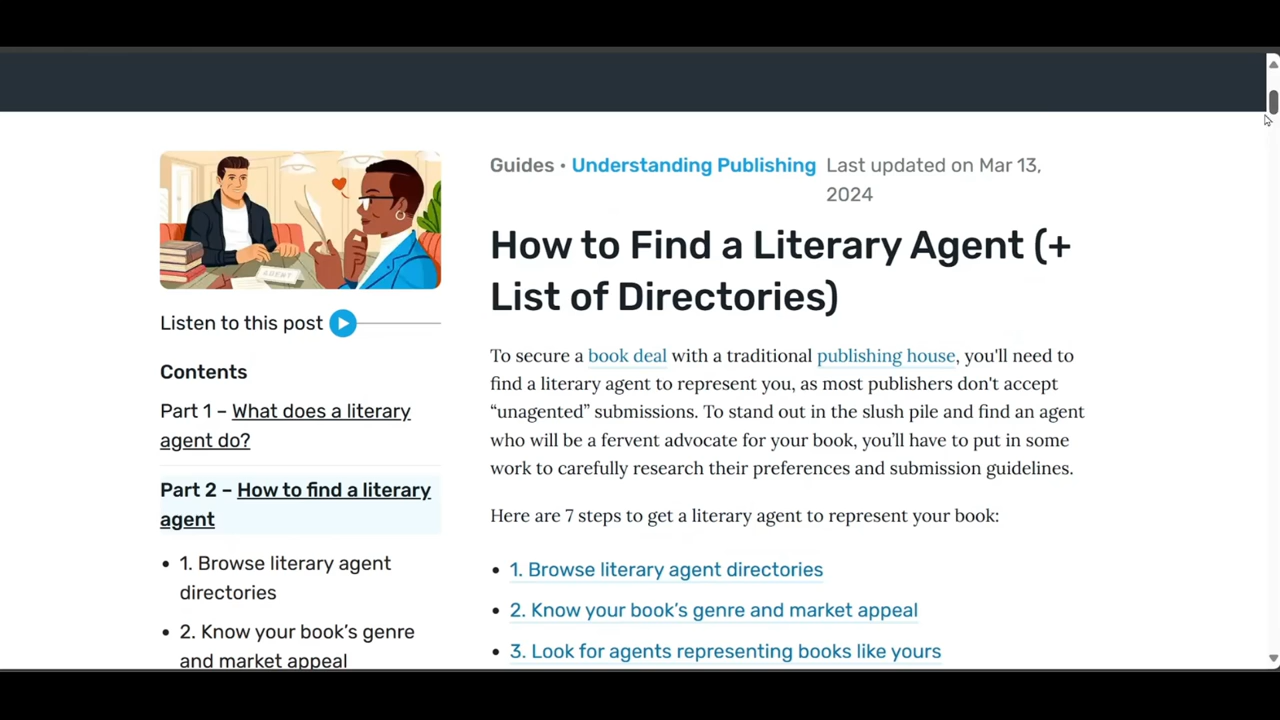 Guides • Understanding Publishing Last updated on Mar 13,
2024
How to Find a Literary Agent (+
List of Directories)
AGENT
Listen to this post
Contents
Part 1 – What does a literary
agent do?
Part 2 – How to find a literary
agent
• 1. Browse literary agent
directories
• 2. Know your book’s genre
and market appeal
To secure a book deal with a traditional publishing house, you'll need to
find a literary agent to represent you, as most publishers don't accept
“unagented” submissions. To stand out in the slush pile and find an agent
who will be a fervent advocate for your book, you’ll have to put in some
work to carefully research their preferences and submission guidelines.
Here are 7 steps to get a literary agent to represent your book:
• 1. Browse literary agent directories
• 2. Know your book’s genre and market appeal
• 3. Look for agents representing books like yours